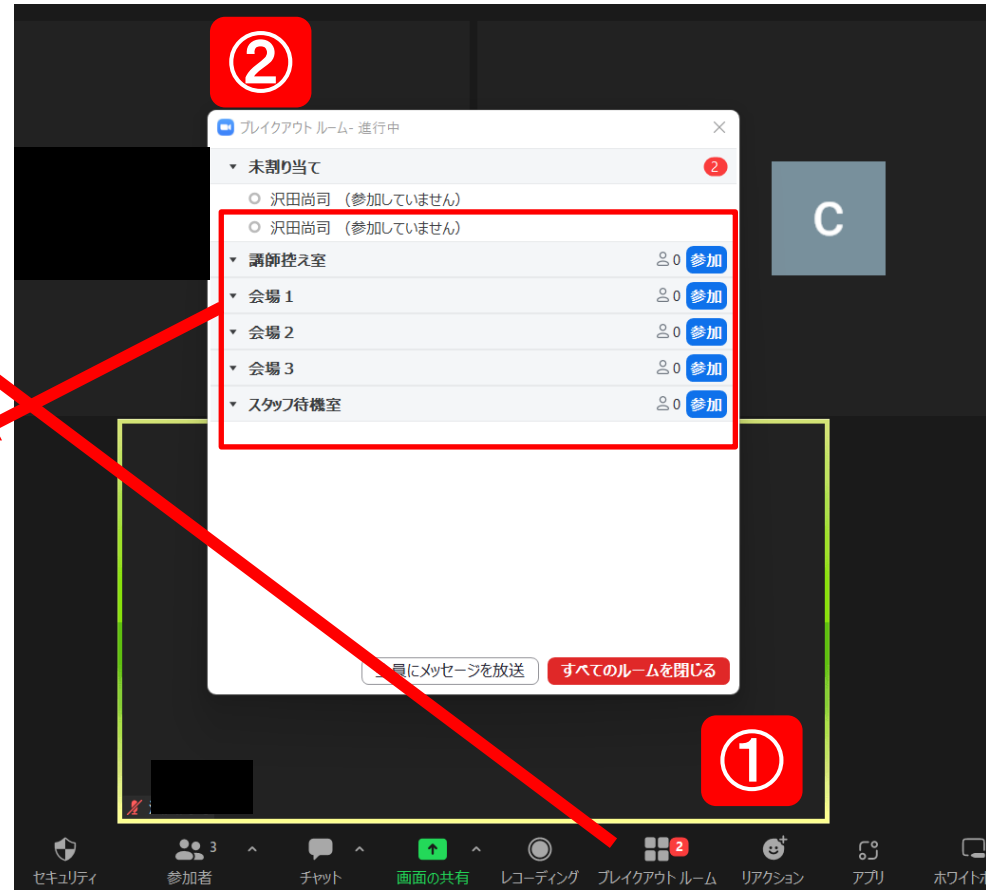 ②
ブレイクアウト ルーム- 進行中
未割り当て
2
沢田尚司 (参加していません)
沢田尚司 (参加していません)
講師控え室 0 参加
会場 1 0 参加
会場 2 0 参加
会場 3 0 参加
スタッフ待機室 0 参加
C
員にメッセージを放送
すべてのルームを閉じる
①
3
2
セキュリティ
参加者
チャット
画面の共有
レコーディング
ブレイクアウト ルーム
リアクション
アプリ
ホワイト